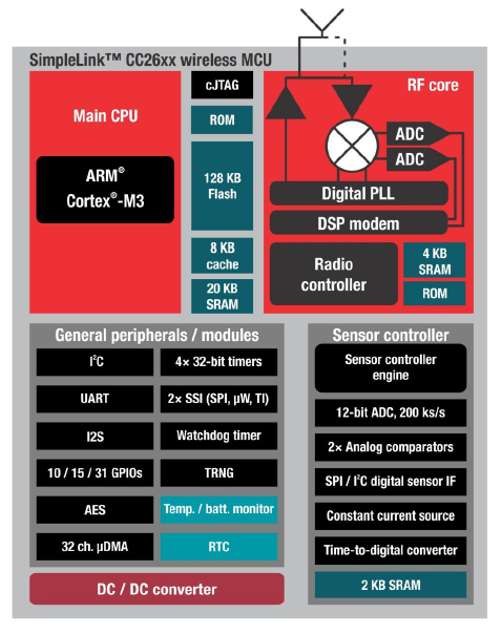 SimpleLink™ CC26xx wireless MCU
Main CPU
ARM®
Cortex®-M3
cJTAG
ROM
128 KB
Flash
8 KB
cache
20 KB
SRAM
RF core
ADC
ADC
Digital PLL
DSP modem
Radio
controller
4 KB
SRAM
ROM
General peripherals / modules
I²C
4× 32-bit timers
UART
2× SSI (SPI, µW, TI)
I2S
Watchdog timer
10 / 15 / 31 GPIOs
TRNG
AES
Temp. / batt. monitor
32 ch. µDMA
RTC
DC / DC converter
Sensor controller
Sensor controller
engine
12-bit ADC, 200 ks/s
2× Analog comparators
SPI / I²C digital sensor IF
Constant current source
Time-to-digital converter
2 KB SRAM